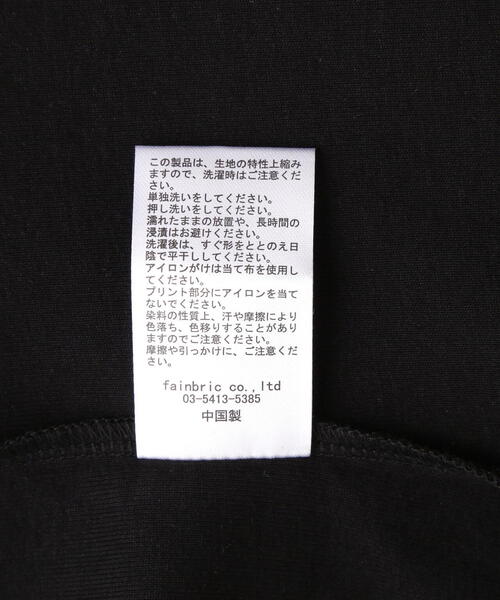 この製品は、生地の特性上縮み
ますので、洗濯時はご注意くだ
さい。
単独洗いをしてください。
押し洗いをしてください。
濡れたままの放置や、長時間の
浸漬はお避けください。
洗濯後は、すぐ形をととのえ日
陰で平干ししてください。
アイロンがけは当て布を使用し
てください。
プリント部分にアイロンを当て
ないでください。
染料の性質上、汗や摩擦により
色落ち、色移りすることがあり
ますのでご注意ください。
摩擦や引っかけに、ご注意くだ
さい。
fainbric co.,ltd
03-5413-5385
中国製